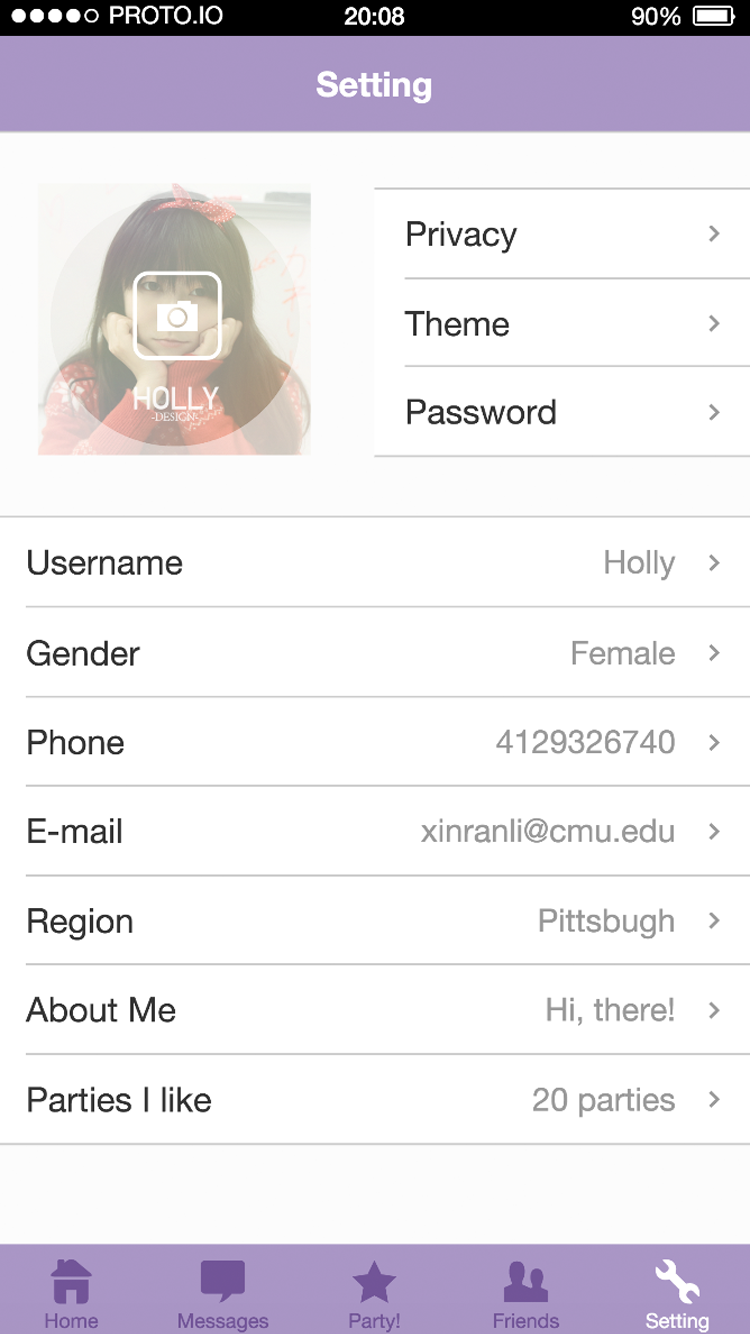 PROTO.IO 20:08 90%
Setting
HOLLY
-DESIGN-
Privacy
Theme
Password
Username Holly
Gender Female
Phone 4129326740
E-mail xinranli@cmu.edu
Region Pittsbugh
About Me Hi, there!
Parties I like 20 parties
Home Messages Party! Friends Setting